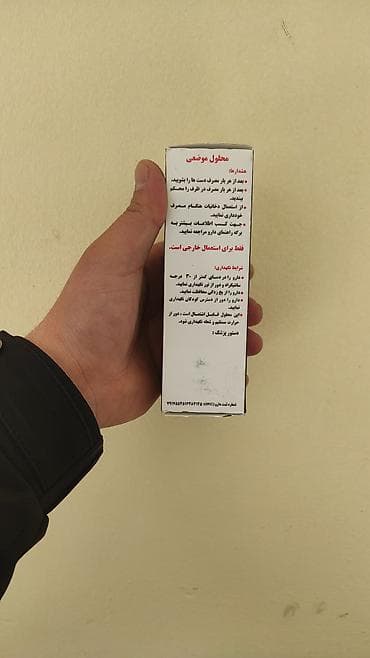 محلول موضعی
هشدارها:
• بعد از هر بار مصرف دست ها را بشویید.
• بعد از هر بار مصرف در ظرف را محکم
ببندید.
• از استعمال دخانیات هنگام مصرف
خودداری نمایید.
• جهت کسب اطلاعات بیشتر به
برگه راهنمای دارو مراجعه نمایید.
فقط برای استعمال خارجی است.
شرایط نگهداری:
• دارو را در دمای کمتر از ۳۰ درجه
سانتیگراد و دور از نور نگهداری نمایید.
• دارو را از یخ زدگی محافظت نمایید.
• دارو را دور از دسترس کودکان نگهداری
نمایید.
• این محلول قابل اشتعال است، دور از
حرارت مستقیم و شعله نگهداری شود.
دستور پزشک: